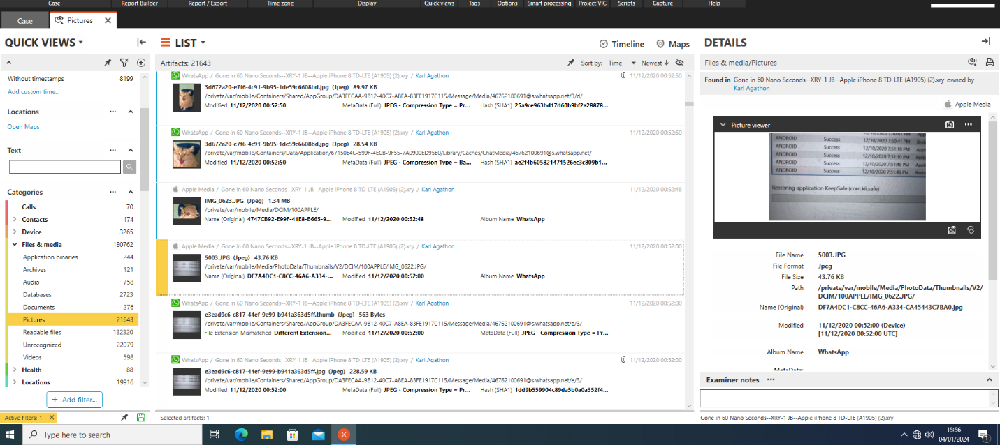 Case Report Builder Report / Export Time zone Display Quick views Tags Options Smart processing Project VIC Scripts Capture Help
Case Pictures
QUICK VIEWS
Without timestamps 8199
Add custom time...
Locations
Open Maps
Text
Categories
Calls 70
Contacts 174
Device 3265
Files & media 180762
Application binaries 244
Archives 121
Audio 758
Databases 2723
Documents 276
Pictures 21643
Readable files 132320
Unrecognized 22079
Videos 598
Health 88
Locations 19916
+ Add filter...
Active filters: 1
LIST
Timeline Maps
Artifacts: 21643 Sort by: Time Newest
WhatsApp / Gone in 60 Nano Seconds--XRY-1 JB--Apple iPhone 8 TD-LTE (A1905) (2).xry / Karl Agathon 11/12/2020 00:52:50
3d672a20-e7f6-4c91-9b95-1de59c6608bd.jpg (Jpeg) 89.97 KB
/private/var/mobile/Containers/Shared/AppGroup/DA3FECAA-9B12-40C7-A8EA-83FE1917C115/Message/Media/46762100691@s.whatsapp.net/3/d/
Modified 11/12/2020 00:52:50 MetaData (Full) JPEG - Compression Type = Pr... Hash (SHA1) 25a9ce963bd17d60b9bf2a28878...
WhatsApp / Gone in 60 Nano Seconds--XRY-1 JB--Apple iPhone 8 TD-LTE (A1905) (2).xry / Karl Agathon 11/12/2020 00:52:50
3d672a20-e7f6-4c91-9b95-1de59c6608bd.jpg (Jpeg) 28.54 KB
/private/var/mobile/Containers/Data/Application/67150E4C-599F-4ECB-9F55-7A0900ED95E0/Library/Caches/ChatMedia/46762100691@s.whatsapp.net/
Modified 11/12/2020 00:52:50 MetaData (Full) JPEG - Compression Type = Ba... Hash (SHA1) ae2f4b605821471526ec3c809b1...
Apple Media / Gone in 60 Nano Seconds--XRY-1 JB--Apple iPhone 8 TD-LTE (A1905) (2).xry / Karl Agathon 11/12/2020 00:52:48
IMG_0623.JPG (Jpeg) 1.34 MB
/private/var/mobile/Media/DCIM/100APPLE/
Name (Original) 4747CB92-E99F-41E8-B665-9... Modified 11/12/2020 00:52:48 Album Name WhatsApp
Apple Media / Gone in 60 Nano Seconds--XRY-1 JB--Apple iPhone 8 TD-LTE (A1905) (2).xry / Karl Agathon 11/12/2020 00:52:00
5003.JPG (Jpeg) 43.76 KB
/private/var/mobile/Media/PhotoData/Thumbnails/V2/DCIM/100APPLE/IMG_0622.JPG/
Name (Original) DF7A4DC1-C8CC-46A6-A334-... Modified 11/12/2020 00:52:00 Album Name WhatsApp
WhatsApp / Gone in 60 Nano Seconds--XRY-1 JB--Apple iPhone 8 TD-LTE (A1905) (2).xry / Karl Agathon 11/12/2020 00:52:00
e3ead9c6-c817-44ef-9e99-b941a363d5ff.thumb (Jpeg) 563 Bytes
/private/var/mobile/Containers/Shared/AppGroup/DA3FECAA-9B12-40C7-A8EA-83FE1917C115/Message/Media/46762100691@s.whatsapp.net/e/3/
File Extension Mismatched Different Extension... Modified 11/12/2020 00:52:00 MetaData (Full) JPEG - Compression Type = Pr...
WhatsApp / Gone in 60 Nano Seconds--XRY-1 JB--Apple iPhone 8 TD-LTE (A1905) (2).xry / Karl Agathon 11/12/2020 00:52:00
e3ead9c6-c817-44ef-9e99-b941a363d5ff.jpg (Jpeg) 228.59 KB
/private/var/mobile/Containers/Shared/AppGroup/DA3FECAA-9B12-40C7-A8EA-83FE1917C115/Message/Media/46762100691@s.whatsapp.net/e/3/
Modified 11/12/2020 00:52:00 MetaData (Full) JPEG - Compression Type = Pr... Hash (SHA1) 1dd9b559904c89da5b0a0a352f4...
Selected artifacts: 1
DETAILS
Files & media/Pictures
Found in Gone in 60 Nano Seconds--XRY-1 JB--Apple iPhone 8 TD-LTE (A1905) (2).xry owned by
Karl Agathon
Apple Media
Picture viewer
ANDROID Success 12/10/2020 7:50:41 PM
ANDROID Success 12/10/2020 7:51:10 PM
ANDROID Success 12/10/2020 7:51:10 PM
ANDROID Success 12/10/2020 7:51:46 PM
ANDROID Success 12/10/2020 7:51:48 PM
Restoring application KeepSafe (com.kii.safe)
File Name 5003.JPG
File Format Jpeg
File Size 43.76 KB
Path /private/var/mobile/Media/PhotoData/Thumbnails/V2/
DCIM/100APPLE/IMG_0622.JPG/
Name (Original) DF7A4DC1-C8CC-46A6-A334-CA45443C7BA0.jpg
Modified 11/12/2020 00:52:00 (Device)
[11/12/2020 00:52:00 UTC]
Album Name WhatsApp
MetaData:
Examiner notes
Gone in 60 Nano Seconds--XRY-1 JB--Apple iPhone 8 TD-LTE (A1905) (2).xry
Type here to search
15:56
04/01/2024
1